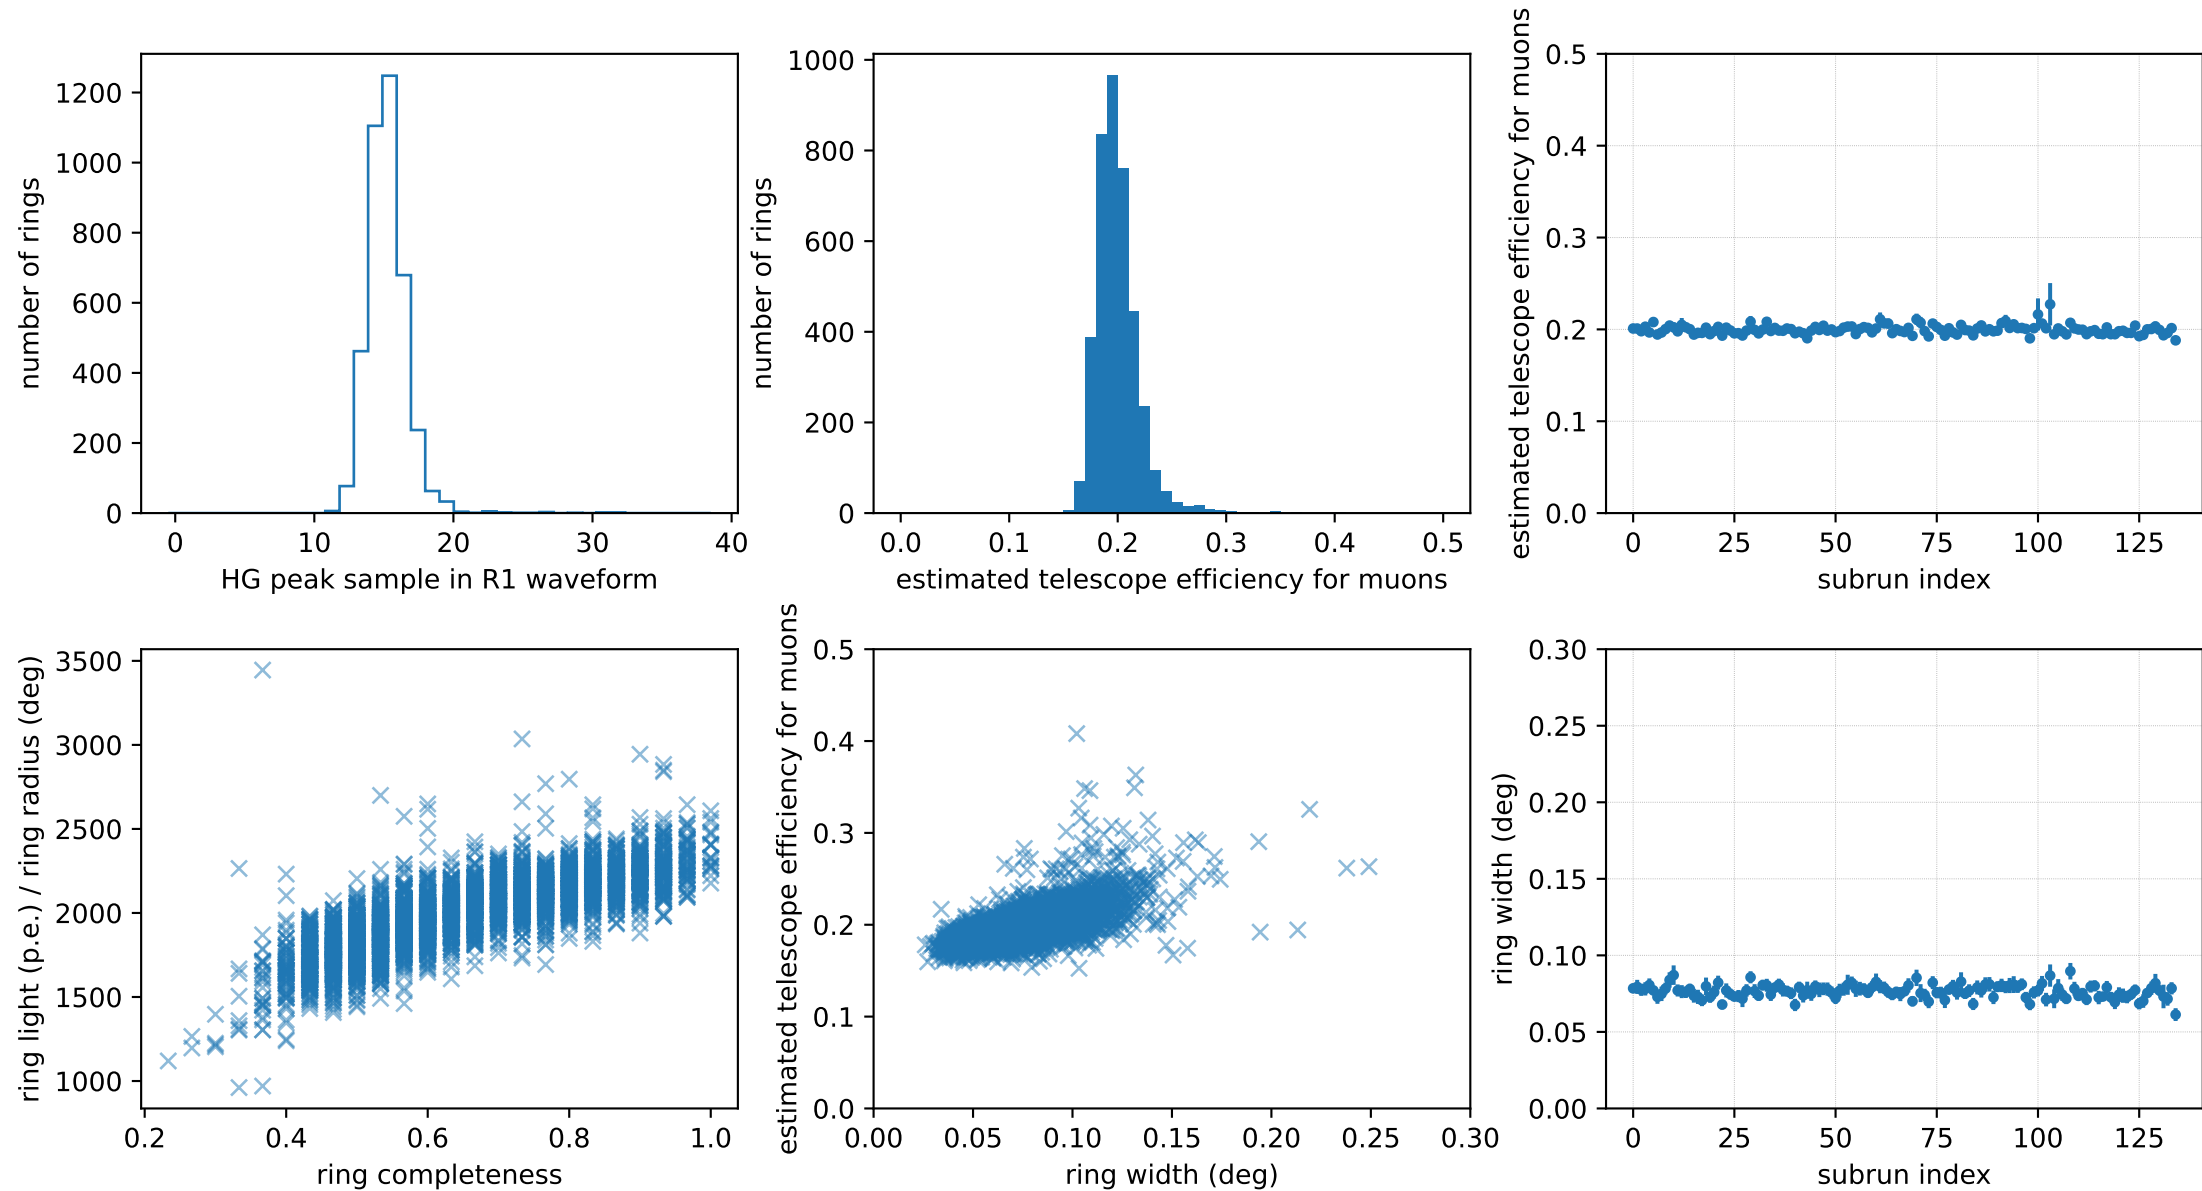 number of rings
1200
1000
800
600
400
200
0
0 10 20 30 40
HG peak sample in R1 waveform
number of rings
1000
800
600
400
200
0
0.0 0.1 0.2 0.3 0.4 0.5
estimated telescope efficiency for muons
estimated telescope efficiency for muons
0.5
0.4
0.3
0.2
0.1
0.0
0 25 50 75 100 125
subrun index
ring light (p.e.) / ring radius (deg)
3500
3000
2500
2000
1500
1000
0.2 0.4 0.6 0.8 1.0
ring completeness
estimated telescope efficiency for muons
0.5
0.4
0.3
0.2
0.1
0.0
0.00 0.05 0.10 0.15 0.20 0.25 0.30
ring width (deg)
ring width (deg)
0.30
0.25
0.20
0.15
0.10
0.05
0.00
0 25 50 75 100 125
subrun index